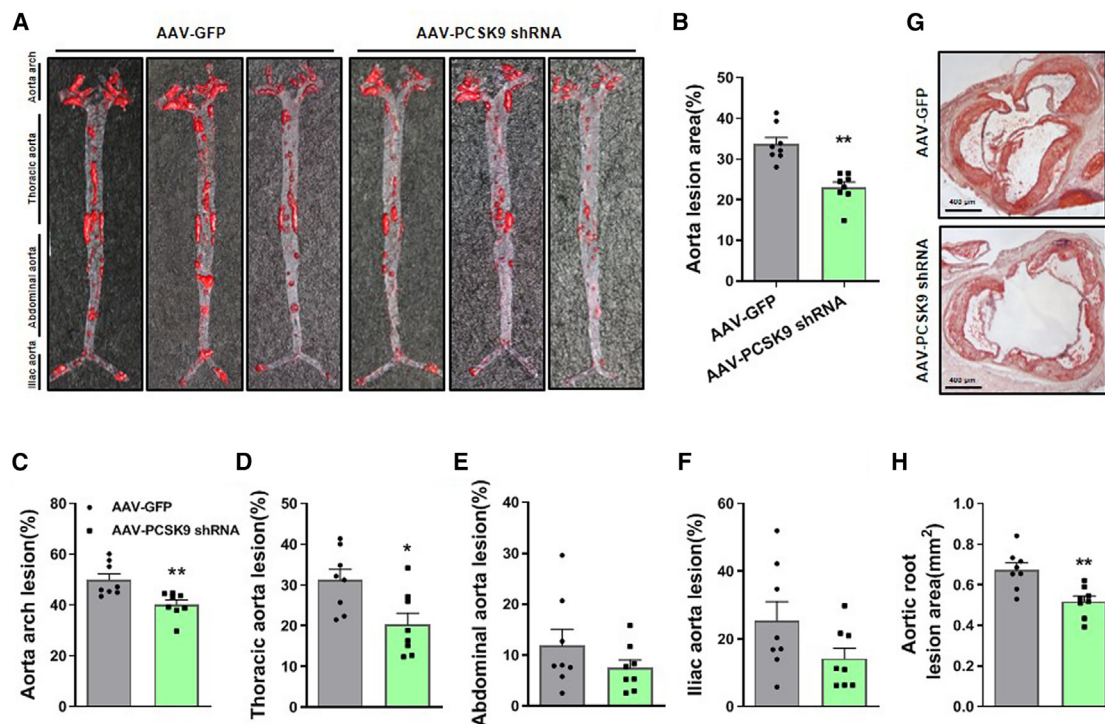 A
AAV-GFP
AAV-PCSK9 shRNA
Aorta arch
Thoracic aorta
Abdominal aorta
Iliac aorta
B
Aorta lesion area(%)
50
40
30
20
10
0
**
AAV-GFP
AAV-PCSK9 shRNA
G
AAV-GFP
400 µm
AAV-PCSK9 shRNA
400 µm
C
Aorta arch lesion(%)
80
60
40
20
0
AAV-GFP
AAV-PCSK9 shRNA
**
D
Thoracic aorta lesion(%)
50
40
30
20
10
0
*
E
Abdominal aorta lesion(%)
40
30
20
10
0
F
Iliac aorta lesion(%)
60
40
20
0
H
Aortic root
lesion area(mm²)
1.0
0.8
0.6
0.4
0.2
0.0
**